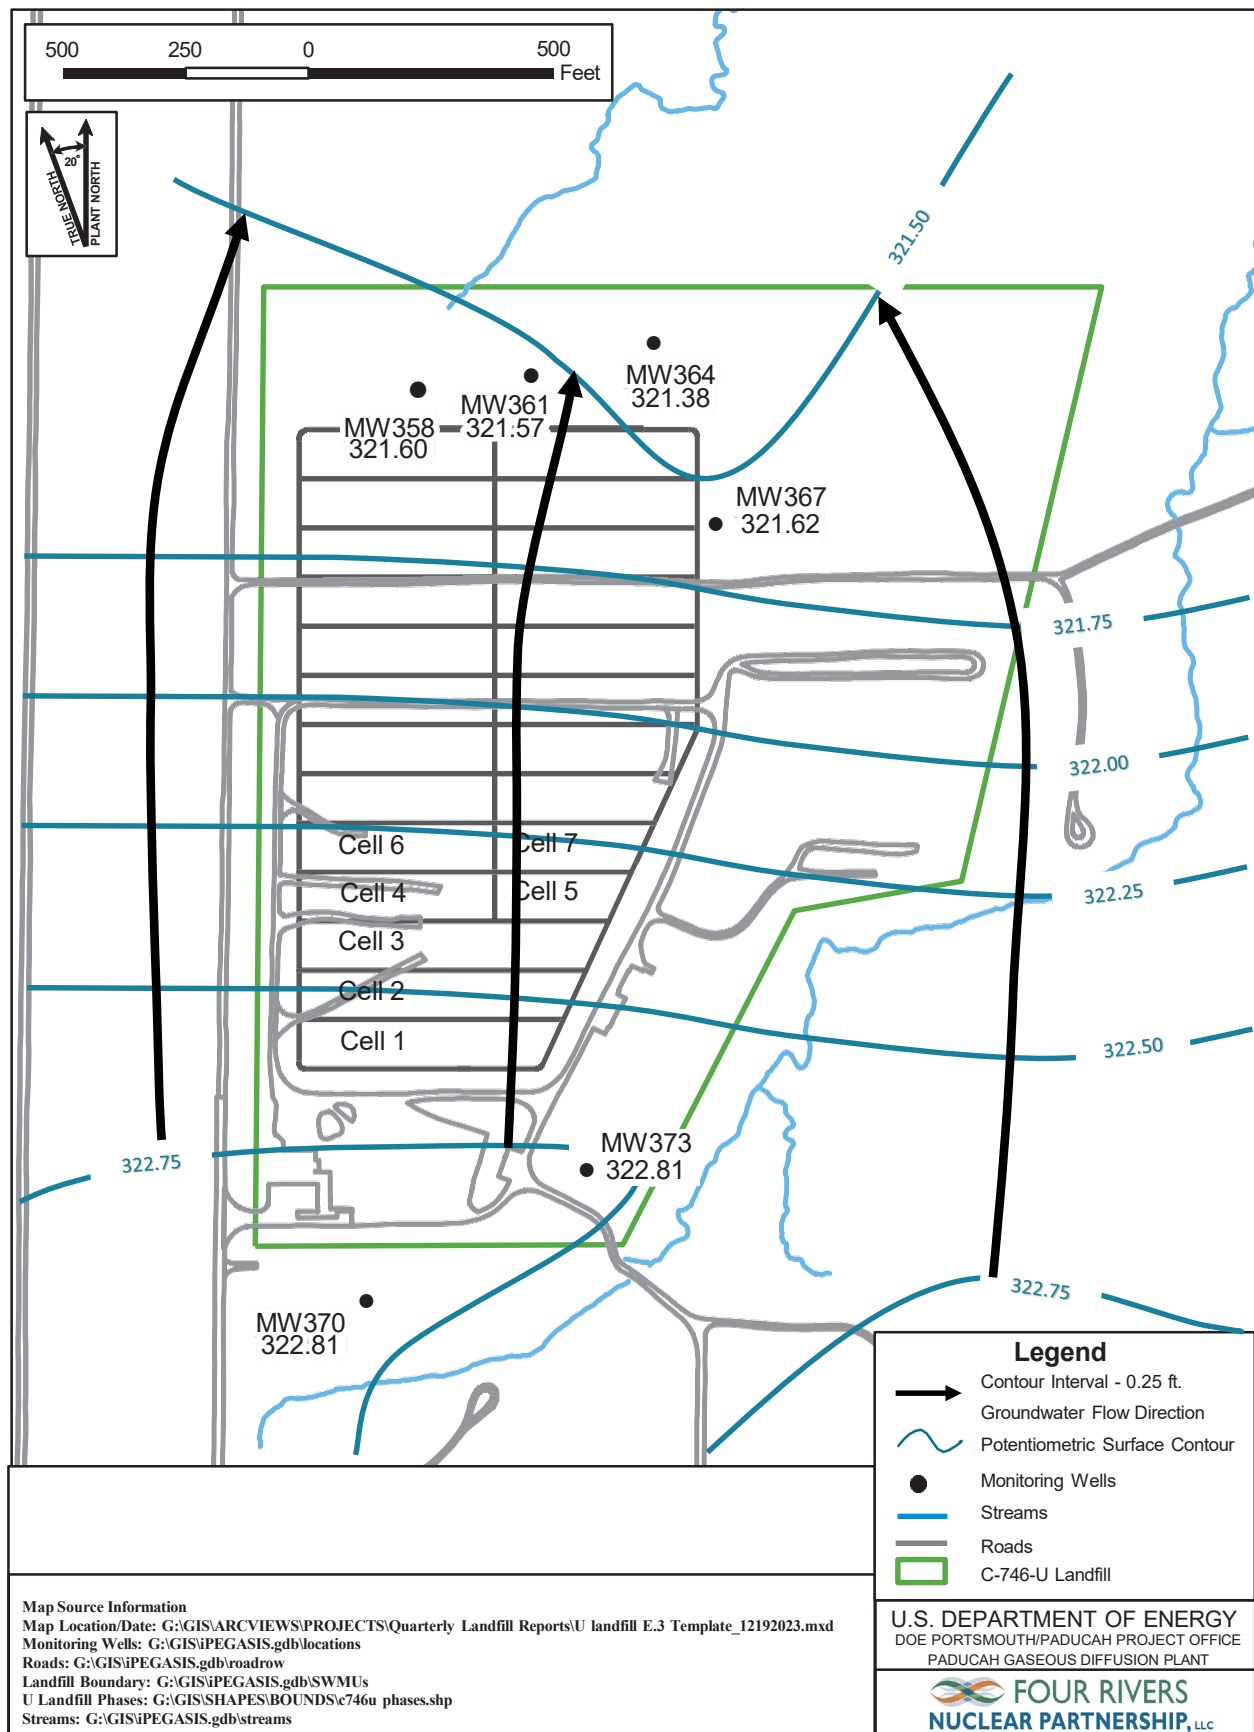 500 250 0 500
Feet
20°
TRUE NORTH
PLANT NORTH
321.50
MW364
321.38
MW361
321.57
MW358
321.60
MW367
321.62
321.75
322.00
Cell 6
Cell 7
322.25
Cell 4
Cell 5
Cell 3
Cell 2
Cell 1
322.50
MW373
322.81
322.75
322.75
MW370
322.81
Legend
Contour Interval - 0.25 ft.
Groundwater Flow Direction
Potentiometric Surface Contour
Monitoring Wells
Streams
Roads
C-746-U Landfill
Map Source Information
Map Location/Date: G:\GIS\ARCVIEWS\PROJECTS\Quarterly Landfill Reports\U landfill E.3 Template_12192023.mxd
Monitoring Wells: G:\GIS\iPEGASIS.gdb\locations
Roads: G:\GIS\iPEGASIS.gdb\roadrow
Landfill Boundary: G:\GIS\iPEGASIS.gdb\SWMUs
U Landfill Phases: G:\GIS\SHAPES\BOUNDS\c746u phases.shp
Streams: G:\GIS\iPEGASIS.gdb\streams
U.S. DEPARTMENT OF ENERGY
DOE PORTSMOUTH/PADUCAH PROJECT OFFICE
PADUCAH GASEOUS DIFFUSION PLANT
FOUR RIVERS
NUCLEAR PARTNERSHIP, LLC